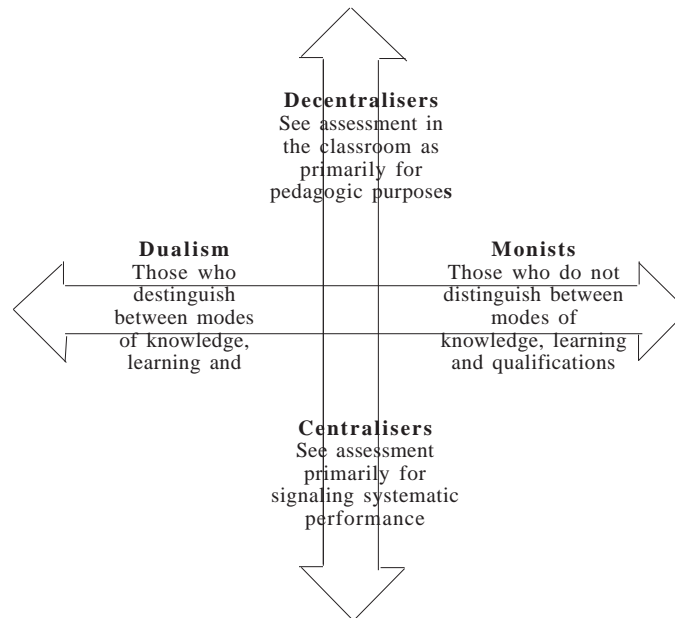 Decentralisers
See assessment in
the classroom as
primarily for
pedagogic purposes
Dualism
Those who
destinguish
between modes
of knowledge,
learning and
Monists
Those who do not
distinguish between
modes of
knowledge, learning
and qualifications
Centralisers
See assessment
primarily for
signaling systematic
performance